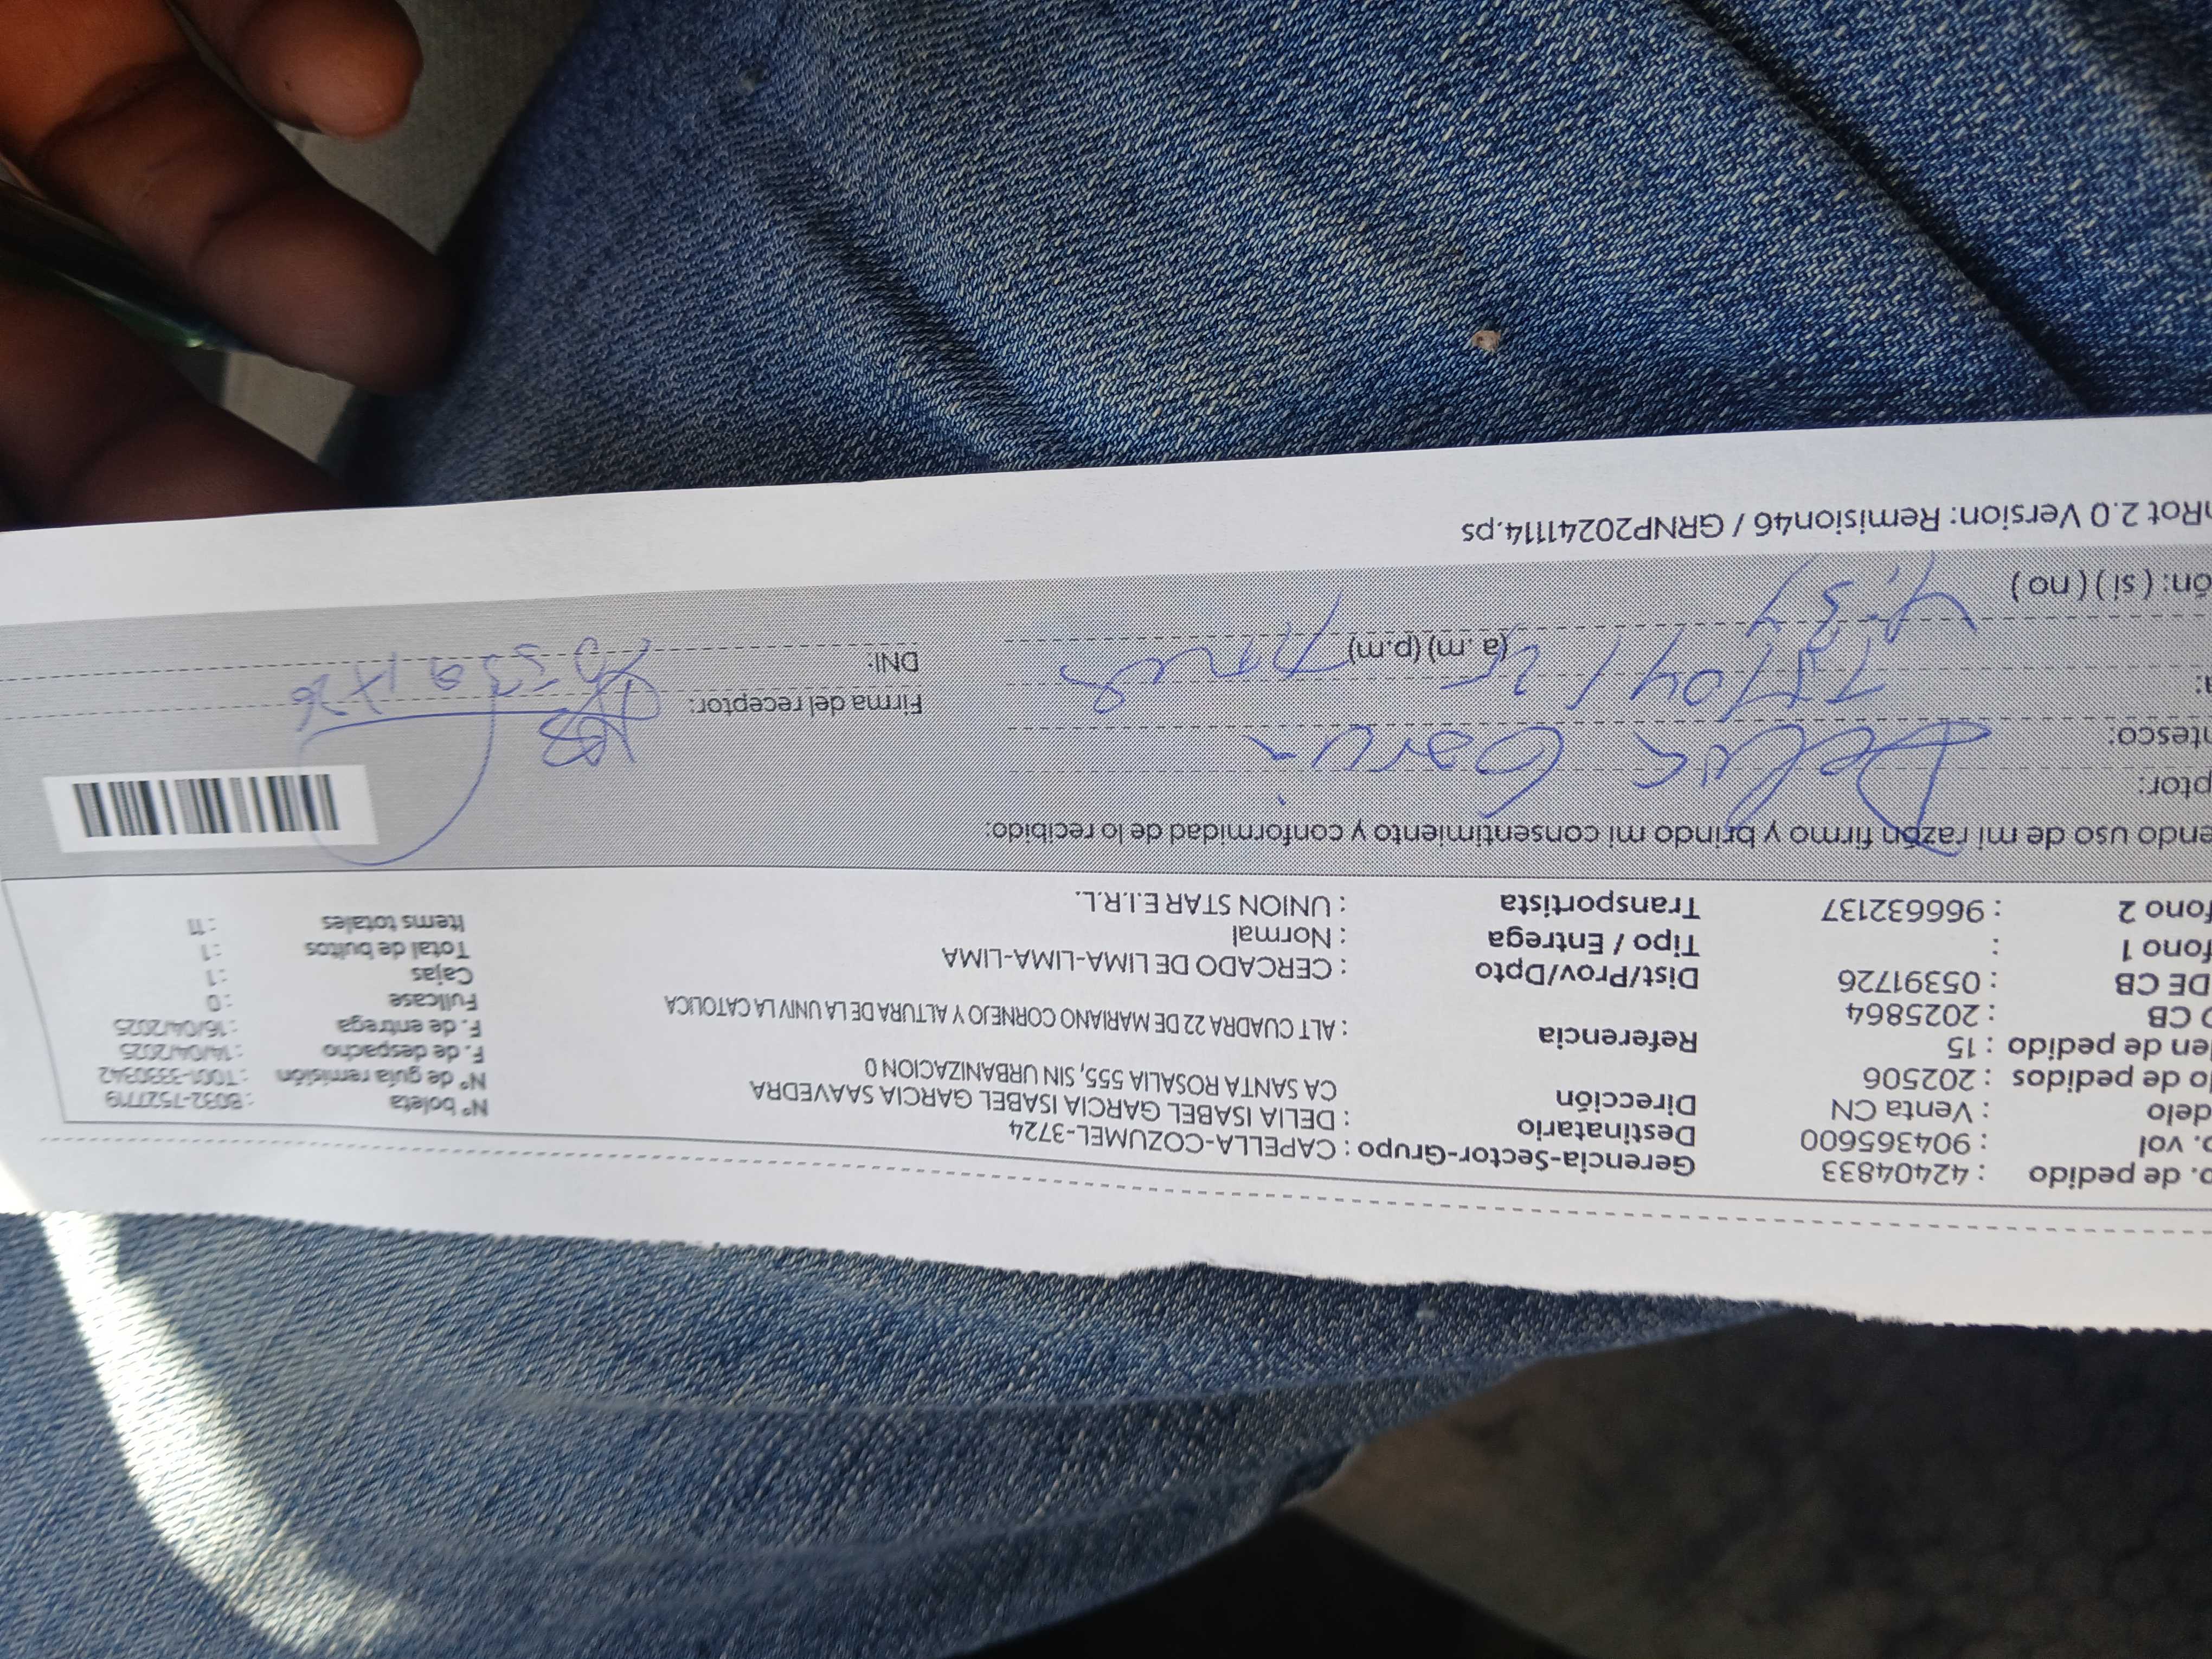 o. de pedido : 42404833 Gerencia-Sector-Grupo : CAPELLA-COZUMEL-3724
o. vol : 904365600 Destinatario : DELIA ISABEL GARCIA ISABEL GARCIA SAAVEDRA
delo : Venta CN Dirección CA SANTA ROSALIA 555, SIN URBANIZACION 0
o de pedidos : 202506
den de pedido : 15 Referencia : ALT CUADRA 22 DE MARIANO CORNEJO Y ALTURA DE LA UNIV LA CATOLICA
o CB : 2025864
DE CB : 05391726 Dist/Prov/Dpto : CERCADO DE LIMA-LIMA-LIMA
fono 1 : Tipo / Entrega : Normal
fono 2 : 966632137 Transportista : UNION STAR E.I.R.L.
N° boleta : B032-7527719
N° de guía remisión : T001-3330342
F. de despacho : 14/04/2025
F. de entrega : 16/04/2025
Fullcase : 0
Cajas : 1
Total de bultos : 1
Items totales : 11
endo uso de mi razón firmo y brindo mi consentimiento y conformidad de lo recibido:
ptor:
ntesco:
a: (a. m) (p.m)
ón: ( si ) ( no )
Firma del receptor:
DNI:
nRot 2.0 Version: Remision46 / GRNP20241114.ps